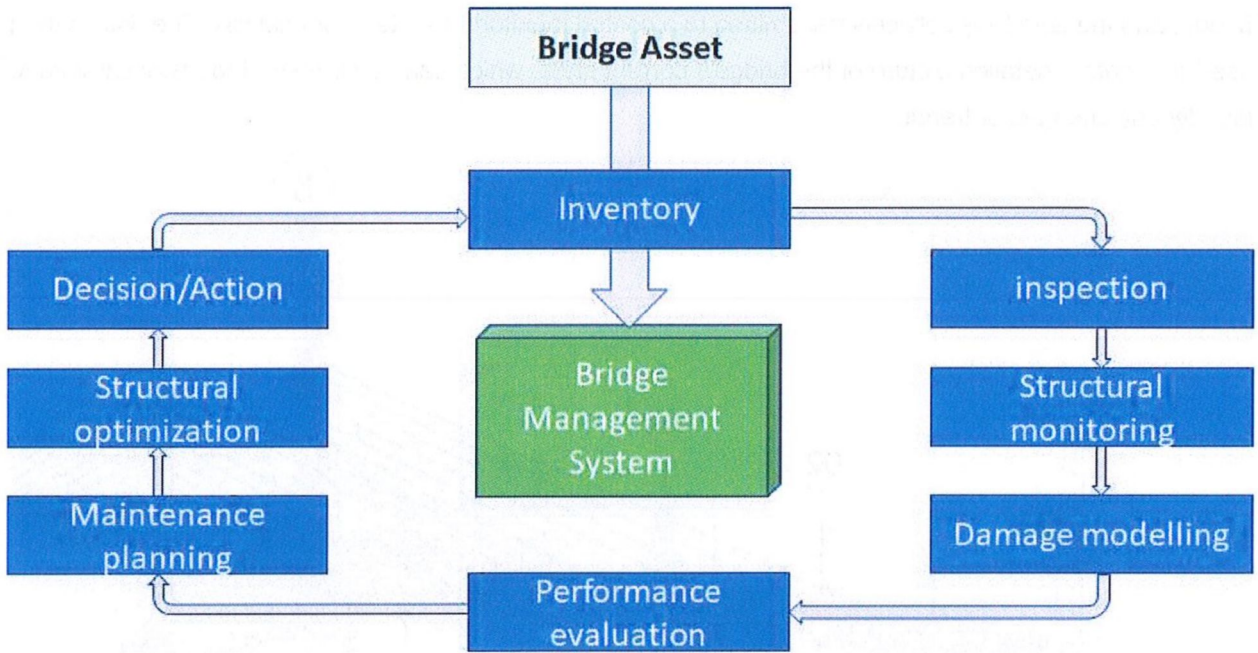 Bridge Asset
Inventory
Decision/Action
inspection
Structural
optimization
Bridge
Management
System
Structural
monitoring
Maintenance
planning
Damage modelling
Performance
evaluation